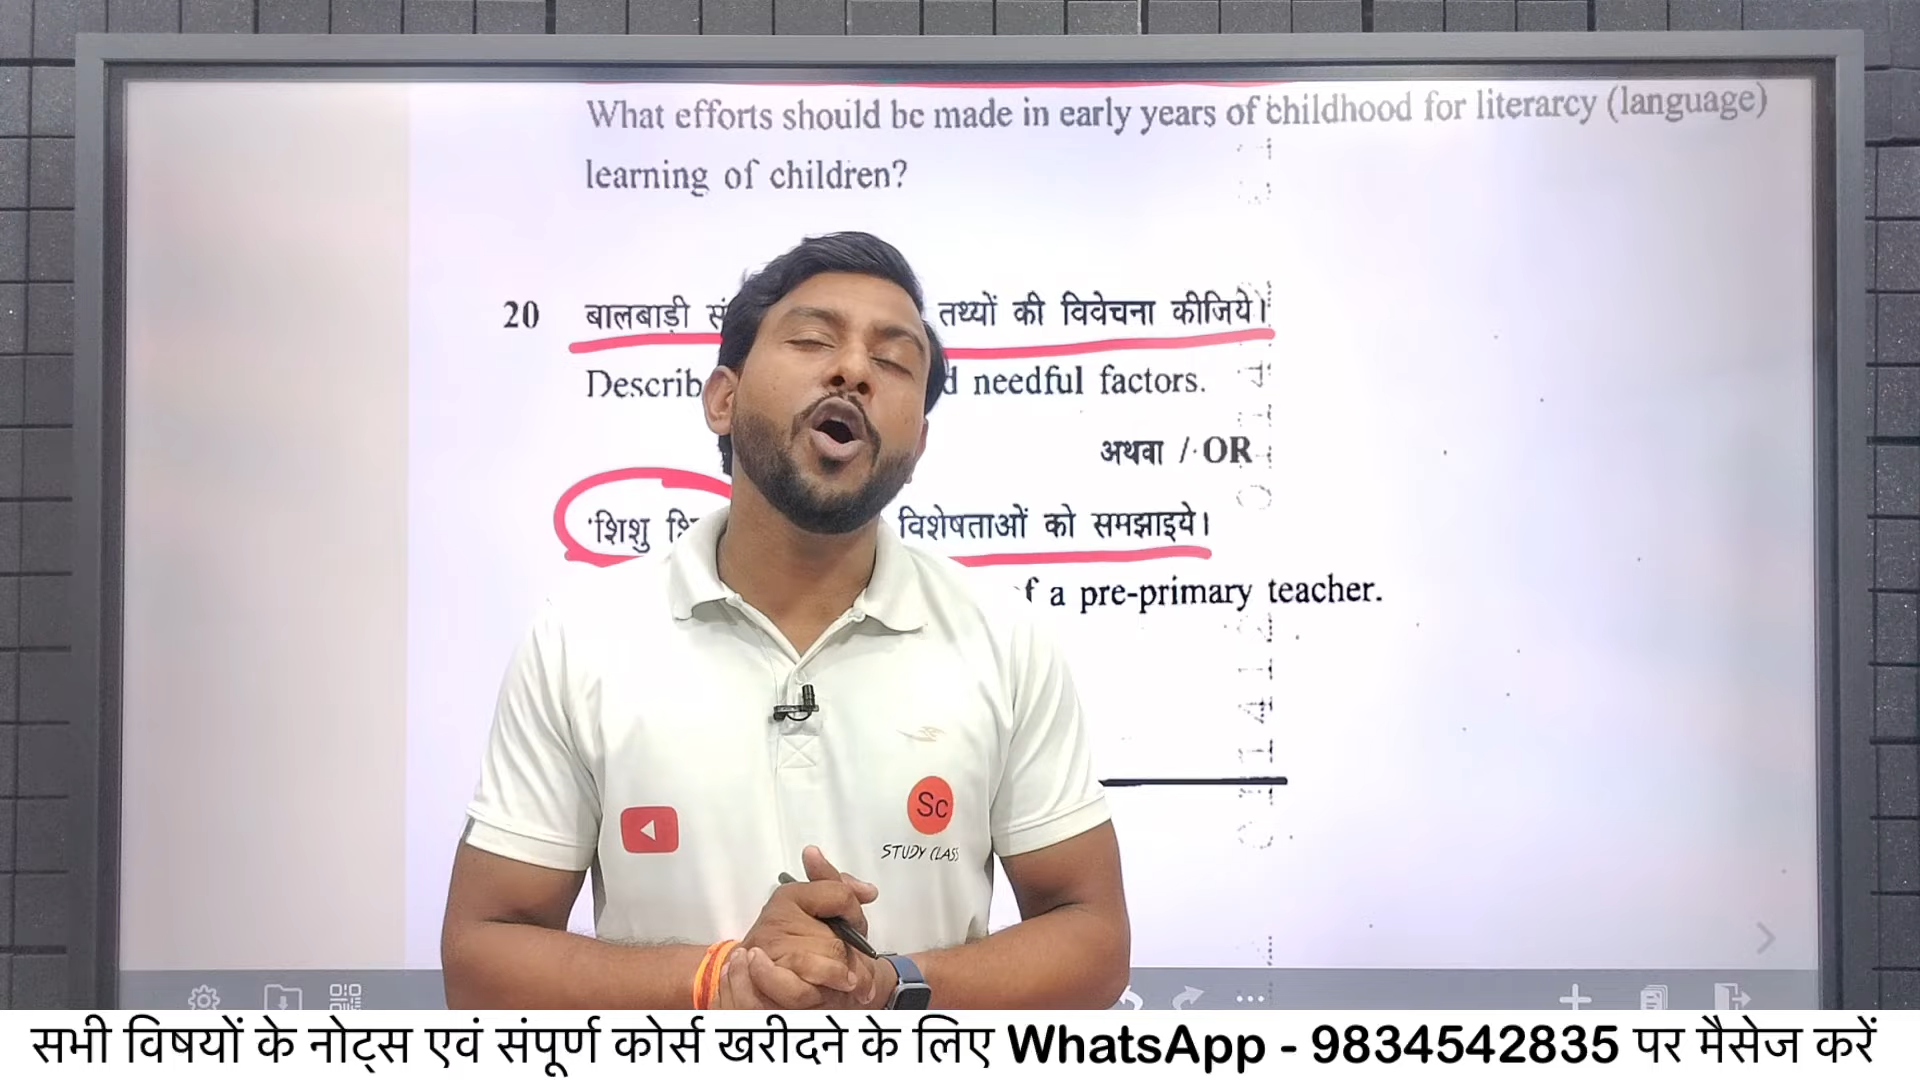 What efforts should be made in early years of childhood for literarcy (language)
learning of children?
20 बालबाड़ी तथ्यों की विवेचना कीजिये।
needful factors.
अथवा / OR
'शिशु विशेषताओं को समझाइये।
a pre-primary teacher.
Sc
STUDY CLASS
सभी विषयों के नोट्स एवं संपूर्ण कोर्स खरीदने के लिए WhatsApp - 9834542835 पर मैसेज करें